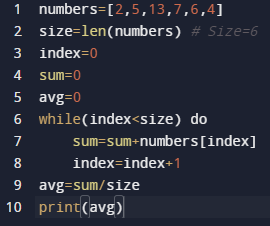 1 numbers=[2,5,13,7,6,4]
2 size=len(numbers) # Size=6
3 index=0
4 sum=0
5 avg=0
6 while(index<size) do
7 sum=sum+numbers[index]
8 index=index+1
9 avg=sum/size
10 print(avg)